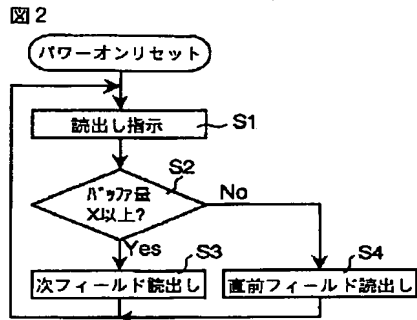 図2
パワーオンリセット
読出し指示
S1
S2
ﾊﾞｯﾌｧ量
X以上?
No
Yes
S3
S4
次フィールド読出し
直前フィールド読出し